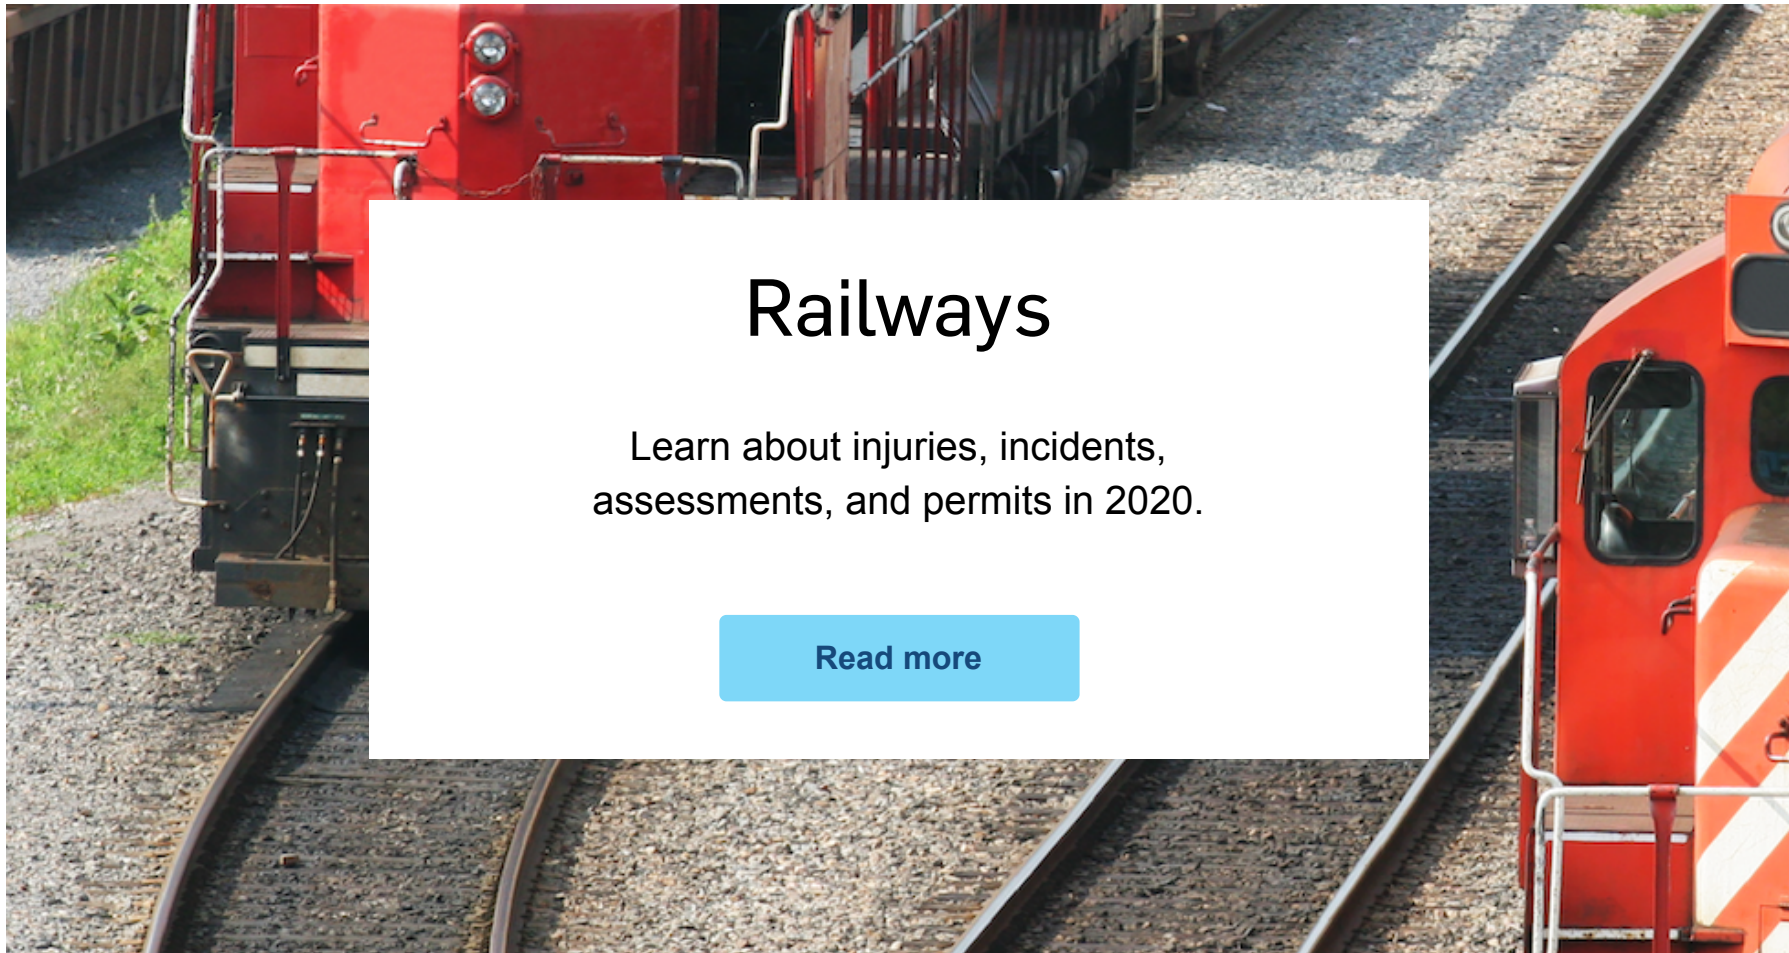 Railways
Learn about injuries, incidents,
assessments, and permits in 2020.
Read more